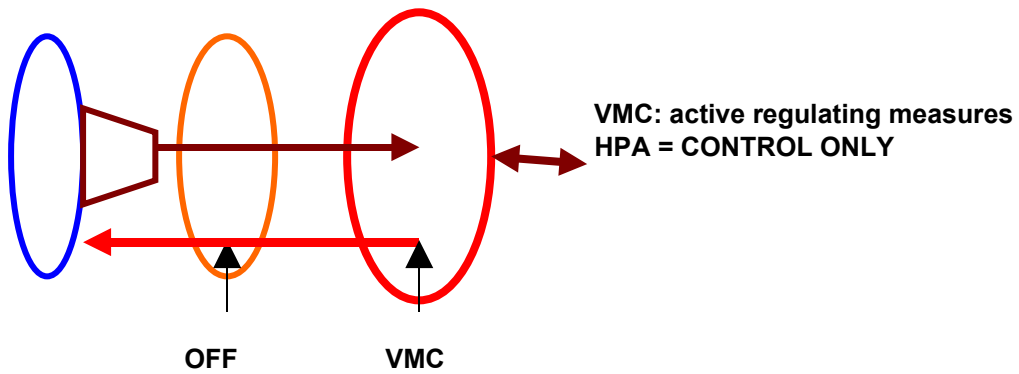 VMC: active regulating measures
HPA = CONTROL ONLY
OFF
VMC